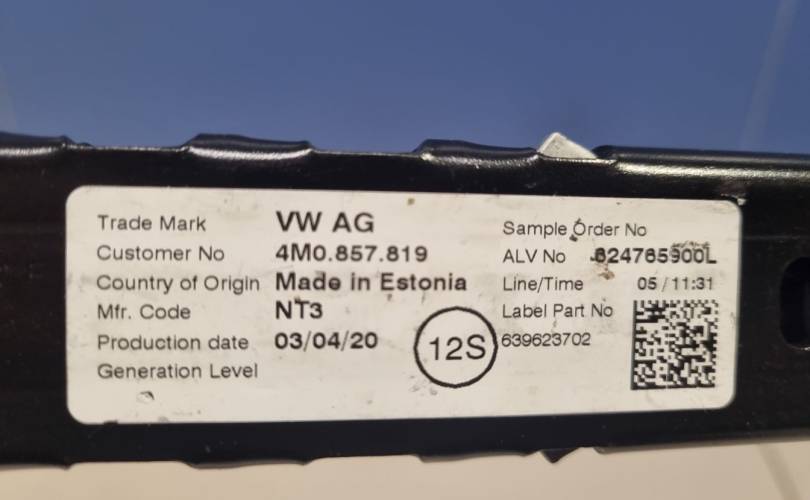 Trade Mark VW AG
Customer No 4M0.857.819
Country of Origin Made in Estonia
Mfr. Code NT3
Production date 03/04/20
Generation Level
12S
Sample Order No
ALV No 624765900L
Line/Time 05 / 11:31
Label Part No
639623702